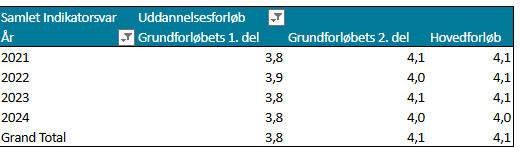 Samlet Indikatorsvar Uddannelsesforløb
År Grundforløbets 1. del Grundforløbets 2. del Hovedforløb
2021 3,8 4,1 4,1
2022 3,9 4,0 4,1
2023 3,8 4,1 4,1
2024 3,8 4,0 4,0
Grand Total 3,8 4,1 4,1